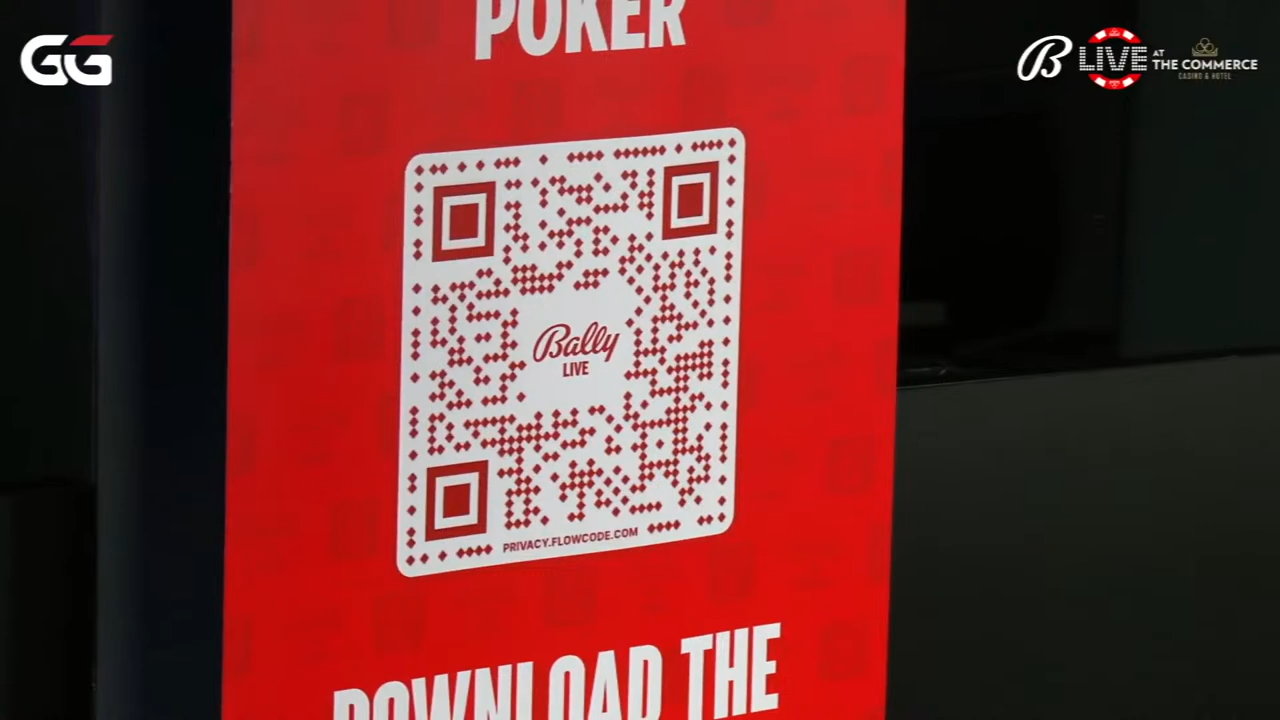 GG
POKER
B LIVE AT THE COMMERCE
CASINO & HOTEL
Bally
LIVE
PRIVACY.FLOWCODE.COM
DOWNLOAD THE